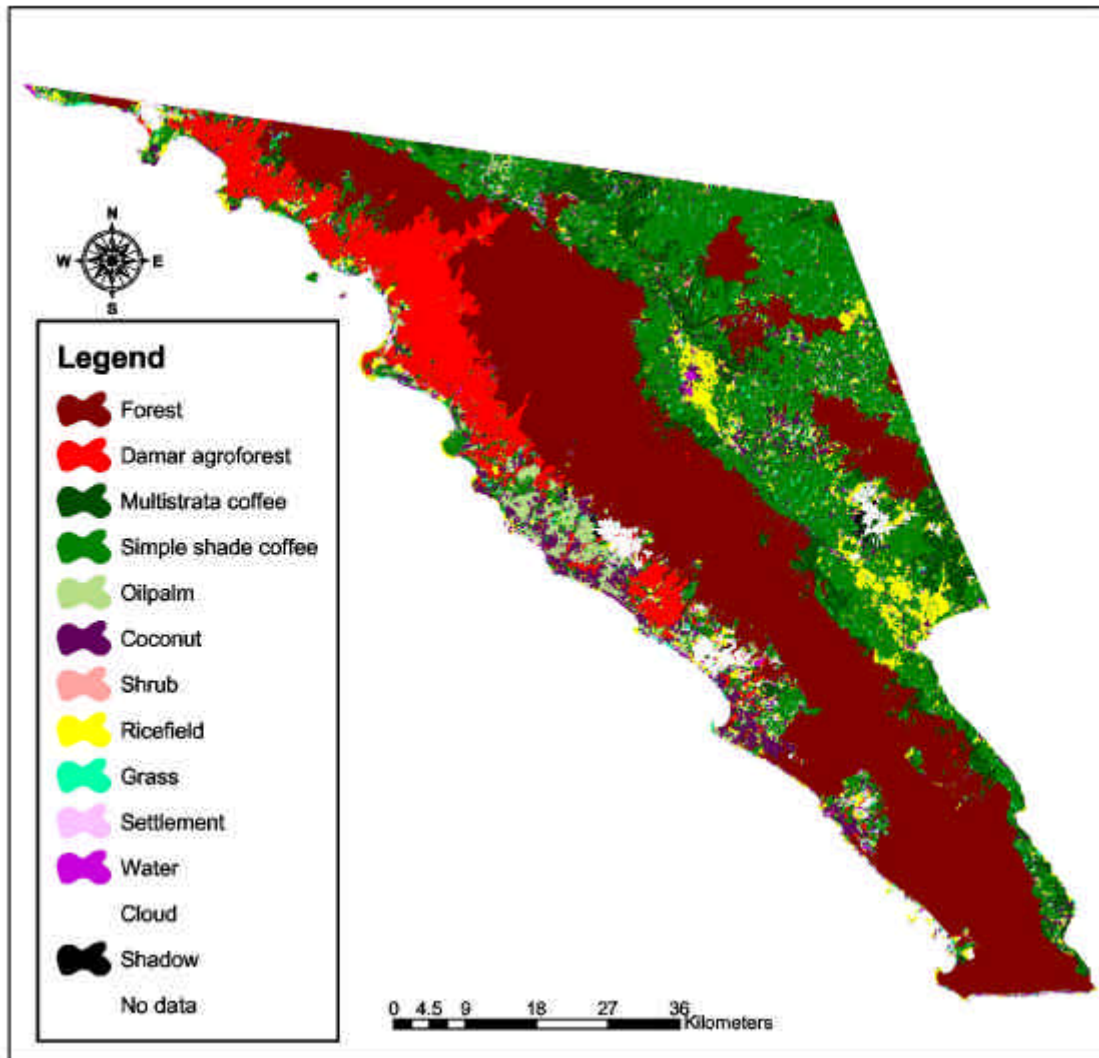 N
W E
S
Legend
Forest
Damar agroforest
Multistrata coffee
Simple shade coffee
Oilpalm
Coconut
Shrub
Ricefield
Grass
Settlement
Water
Cloud
Shadow
No data
0 4.5 9 18 27 36
Kilometers